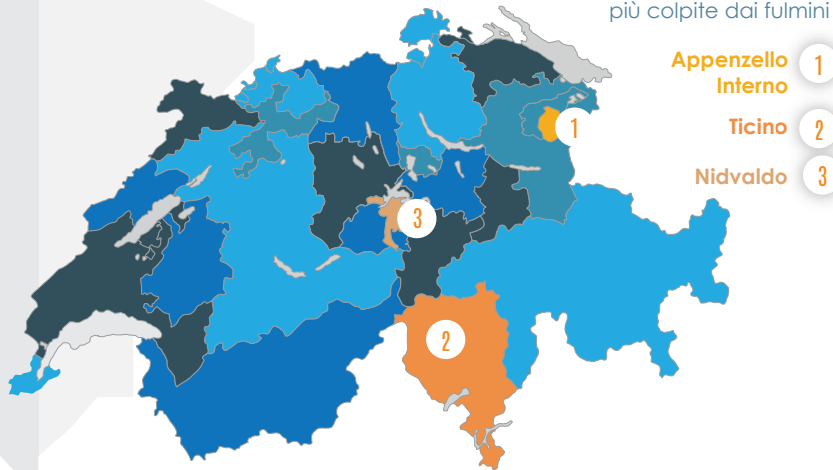 più colpite dai fulmini
Appenzello 1
Interno
Ticino 2
Nidvaldo 3
1
3
2